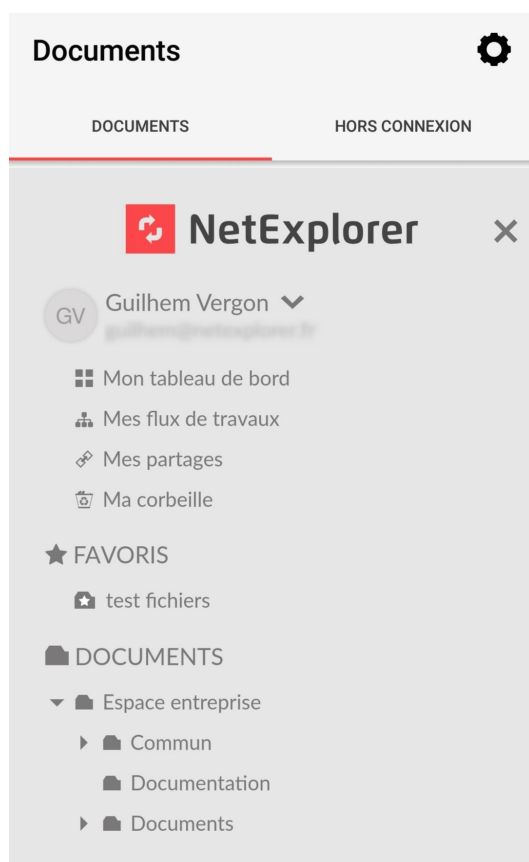 Documents
DOCUMENTS
HORS CONNEXION
NetExplorer
GV
Guilhem Vergon
Mon tableau de bord
Mes flux de travaux
Mes partages
Ma corbeille
FAVORIS
test fichiers
DOCUMENTS
Espace entreprise
Commun
Documentation
Documents